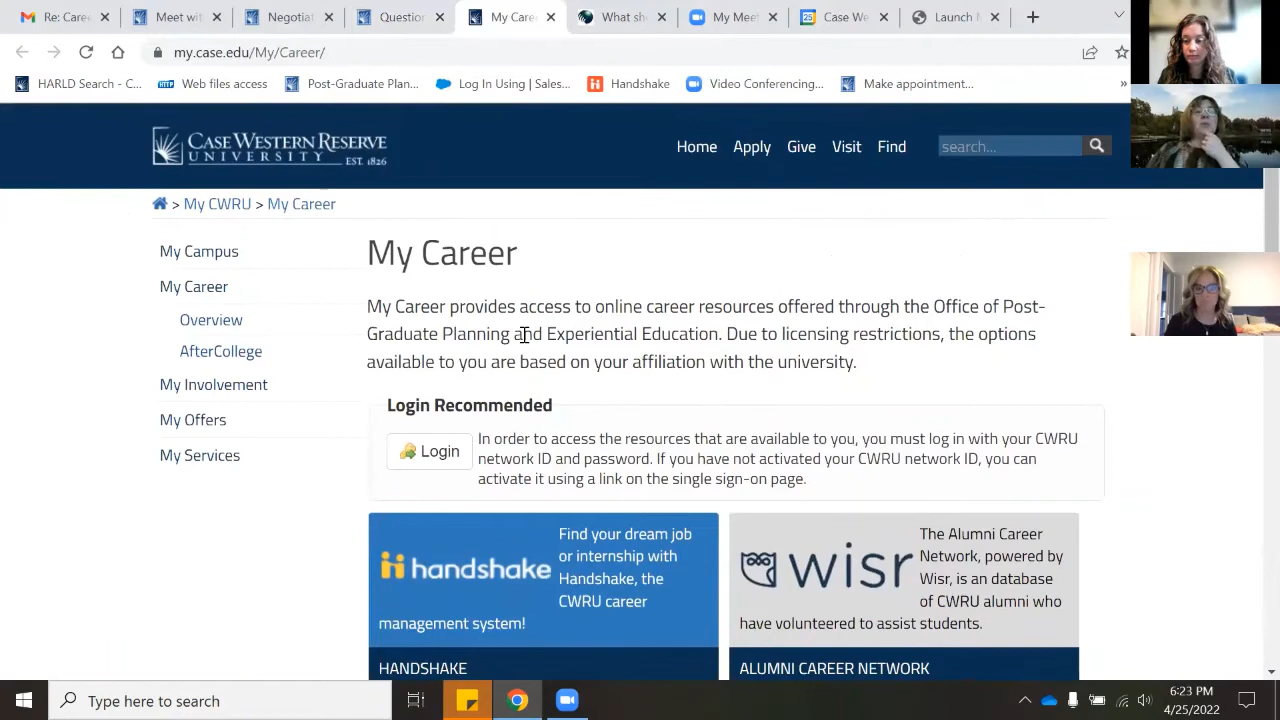 Re: Caree
Meet wit
Negotiat
Question
My Caree
What sho
My Meet
25
Case We
Launch M
my.case.edu/My/Career/
HARLD Search - C...
Web files access
Post-Graduate Plan...
Log In Using | Sales...
Handshake
Video Conferencing...
Make appointment...
»
CASE WESTERN RESERVE
UNIVERSITY EST. 1826
Home
Apply
Give
Visit
Find
search...
> My CWRU > My Career
My Campus
My Career
Overview
AfterCollege
My Involvement
My Offers
My Services
My Career
My Career provides access to online career resources offered through the Office of Post-
Graduate Planning and Experiential Education. Due to licensing restrictions, the options
available to you are based on your affiliation with the university.
Login Recommended
Login
In order to access the resources that are available to you, you must log in with your CWRU
network ID and password. If you have not activated your CWRU network ID, you can
activate it using a link on the single sign-on page.
handshake
Find your dream job
or internship with
Handshake, the
CWRU career
management system!
HANDSHAKE
wisr
The Alumni Career
Network, powered by
Wisr, is an database
of CWRU alumni who
have volunteered to assist students.
ALUMNI CAREER NETWORK
Type here to search
6:23 PM
4/25/2022